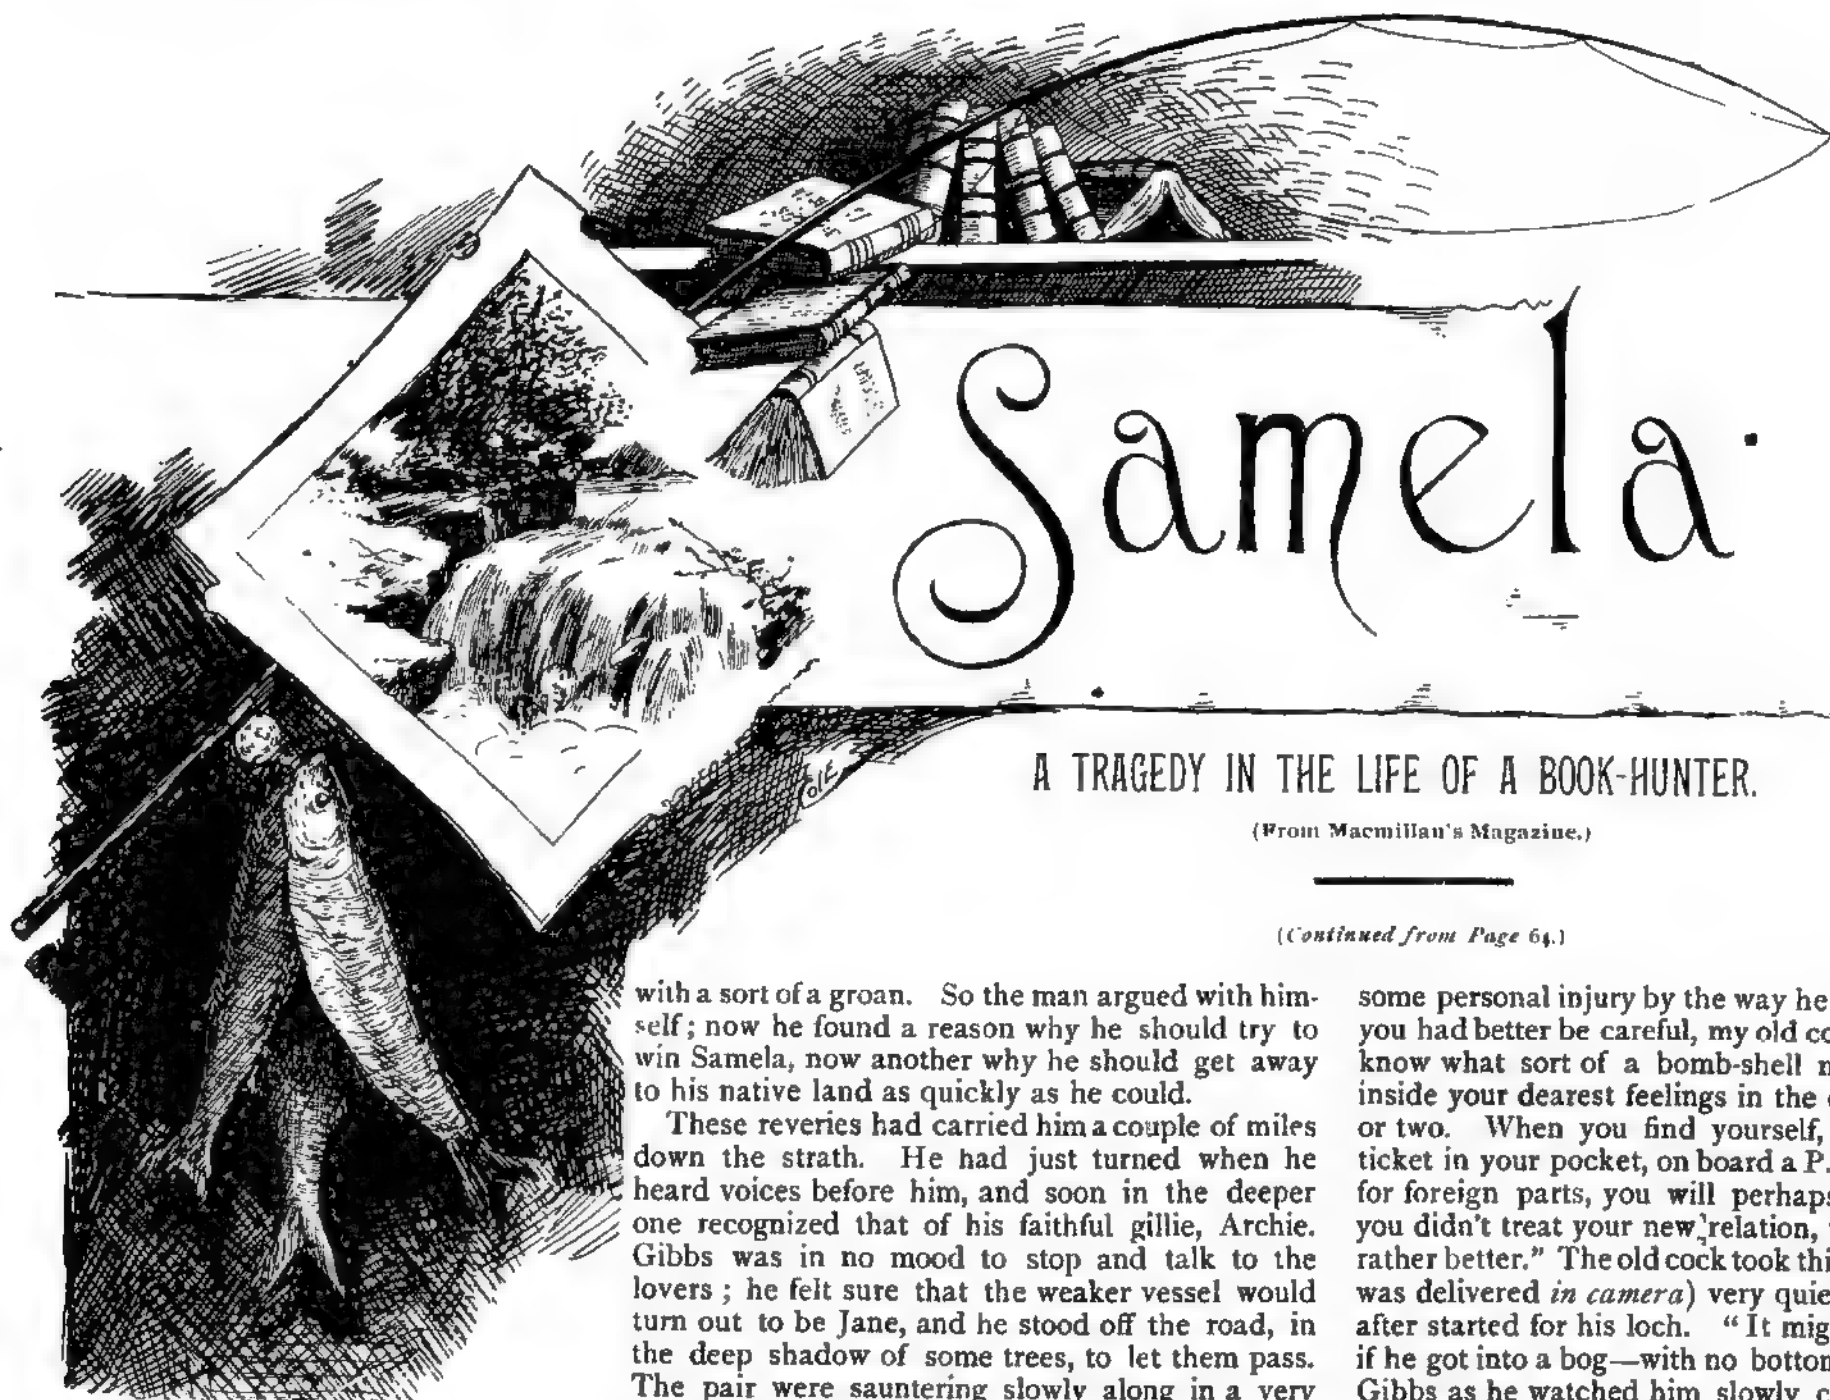 Samela
Cole
A TRAGEDY IN THE LIFE OF A BOOK-HUNTER.
(From Macmillan's Magazine.)
(Continued from Page 64.)
with a sort of a groan. So the man argued with him-
self; now he found a reason why he should try to
win Samela, now another why he should get away
to his native land as quickly as he could.
These reveries had carried him a couple of miles
down the strath. He had just turned when he
heard voices before him, and soon in the deeper
one recognized that of his faithful gillie, Archie.
Gibbs was in no mood to stop and talk to the
lovers; he felt sure that the weaker vessel would
turn out to be Jane, and he stood off the road, in
the deep shadow of some trees, to let them pass.
The pair were sauntering slowly along in a very
some personal injury by the way he
you had better be careful, my old
know what sort of a bomb-shell
inside your dearest feelings in the
or two. When you find yourself,
ticket in your pocket, on board a P.
for foreign parts, you will perhaps
you didn't treat your new relation,
rather better." The old cock took
was delivered in camera) very
after started for his loch. "It
if he got into a bog—with no
Gibbs as he watched him slowly